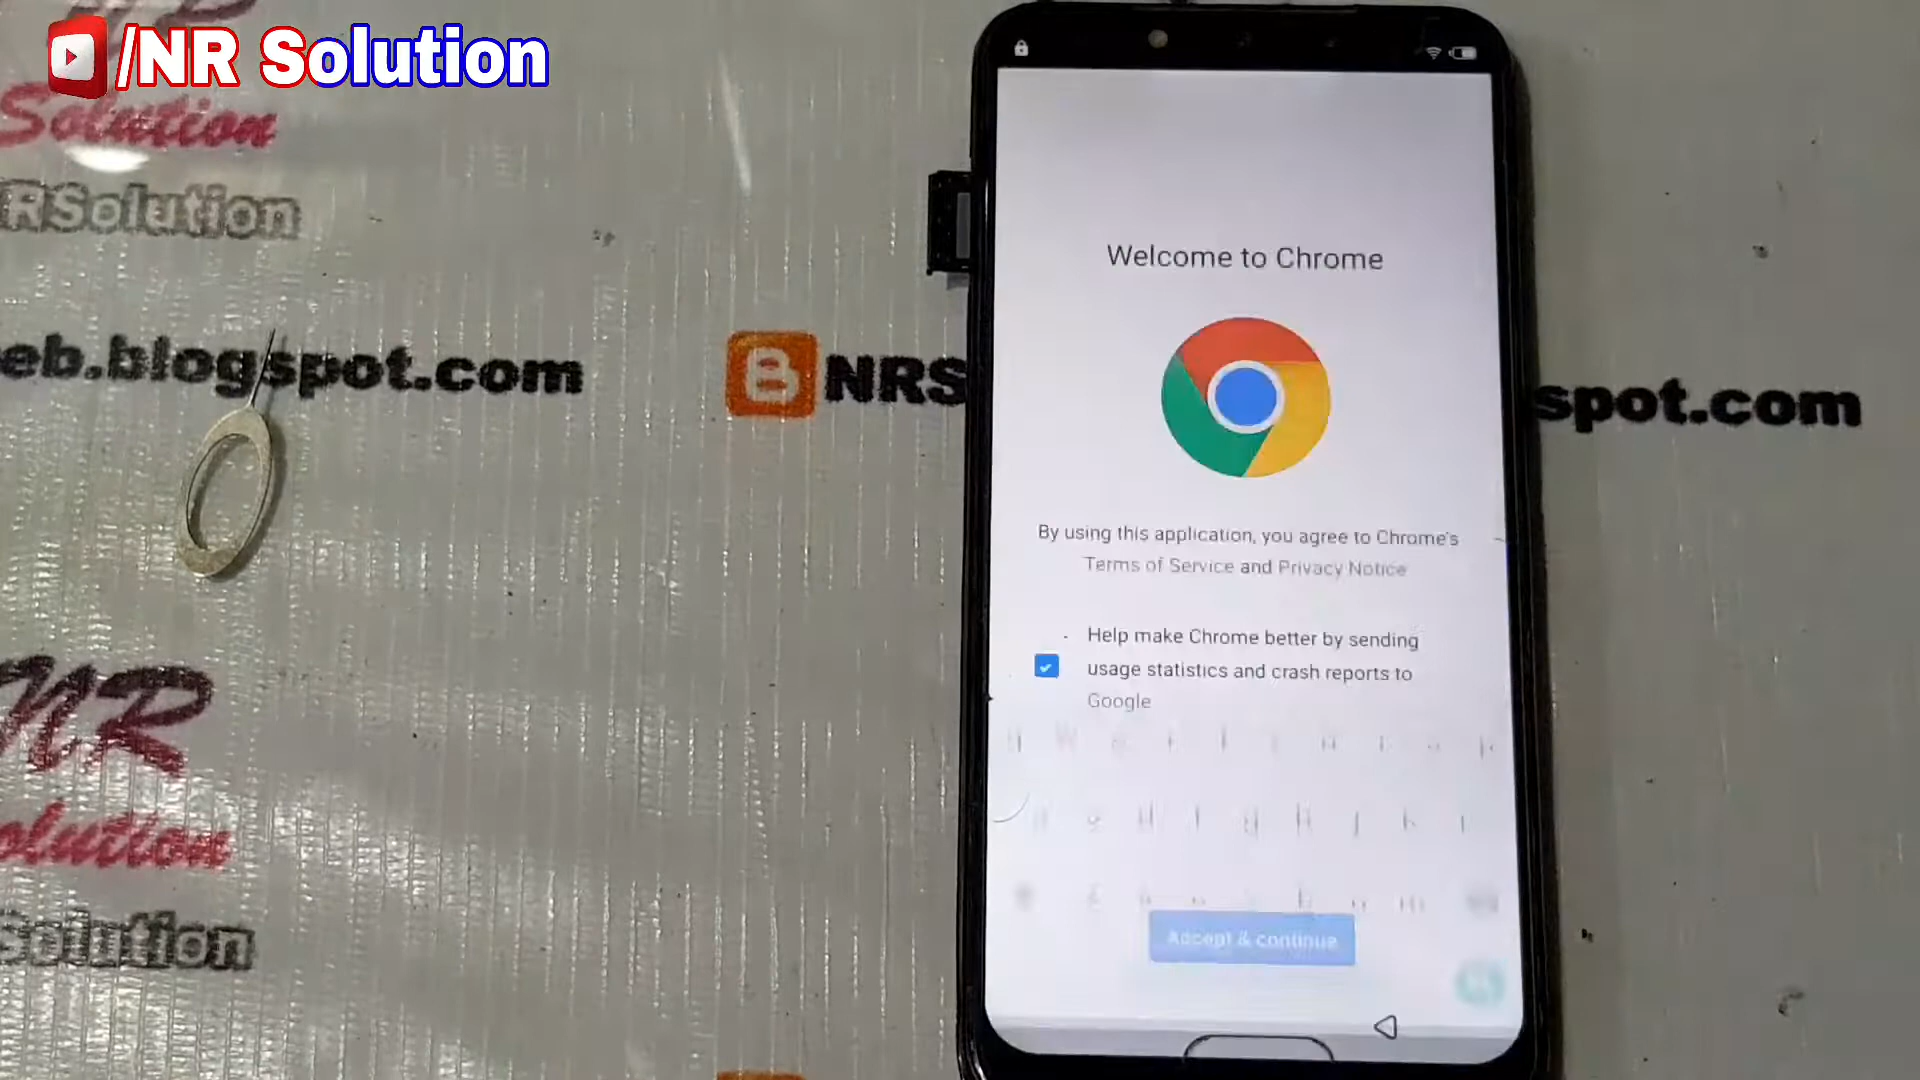 /NR Solution
Solution
RSolution
eb.blogspot.com
B NRS
spot.com
NR
olution
Solution
Welcome to Chrome
By using this application, you agree to Chrome's
Terms of Service and Privacy Notice
Help make Chrome better by sending
usage statistics and crash reports to
Google
Accept & continue